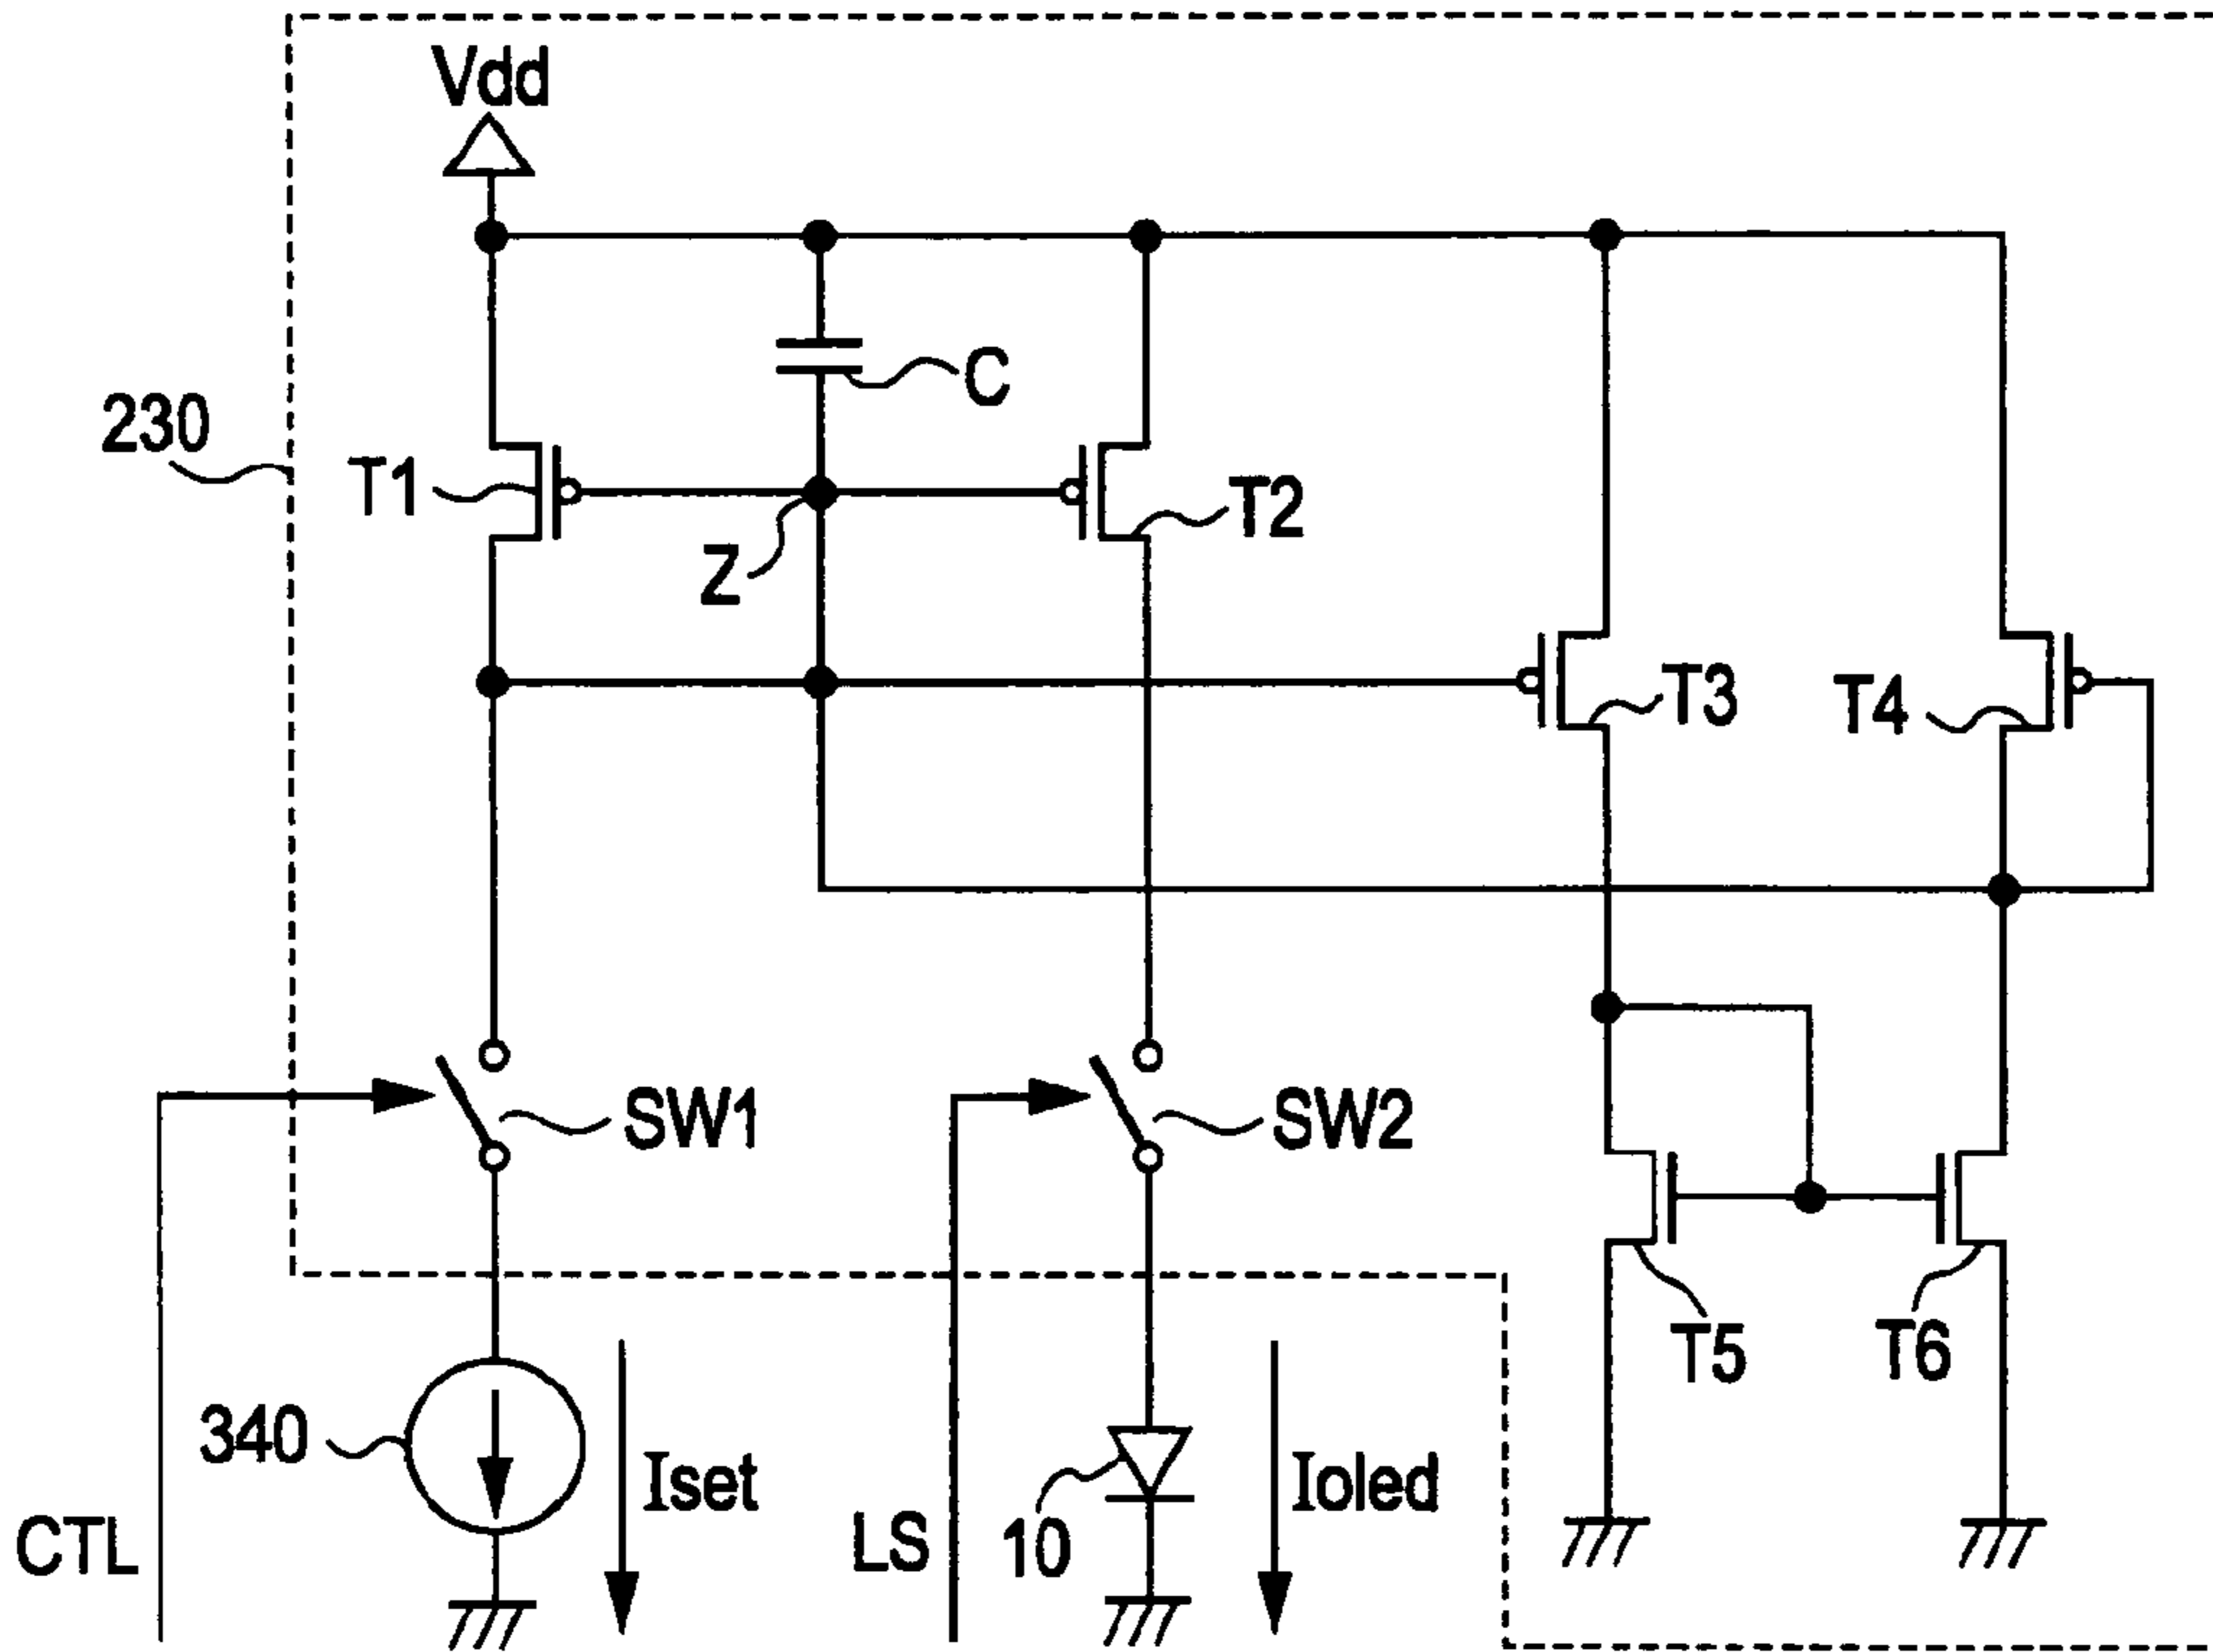 Vdd
C
230
T1
T2
Z
T3
T4
SW1
SW2
T5
T6
340
Iset
Ioled
CTL
LS
10